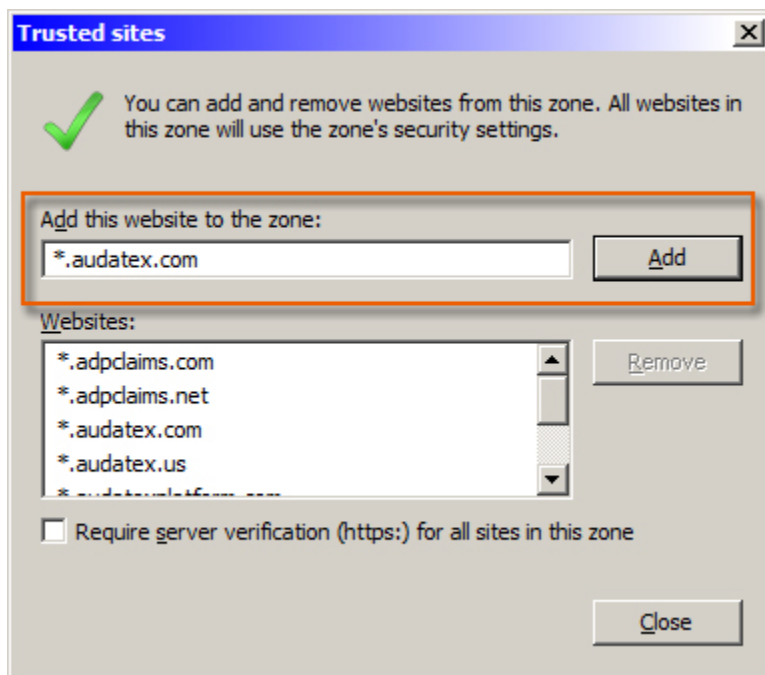 Trusted sites
You can add and remove websites from this zone. All websites in
this zone will use the zone's security settings.
Add this website to the zone:
*.audatex.com
Add
Websites:
*.adpclaims.com
Remove
*.adpclaims.net
*.audatex.com
*.audatex.us
Require server verification (https:) for all sites in this zone
Close